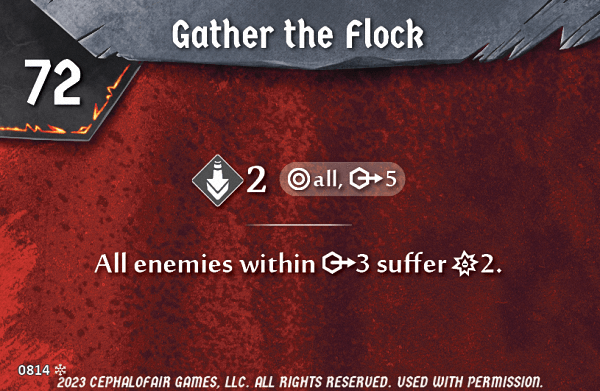 Gather the Flock
72
2 all, 5
All enemies within 3 suffer 2.
0814
2023 CEPHALOFAIR GAMES, LLC. ALL RIGHTS RESERVED. USED WITH PERMISSION.